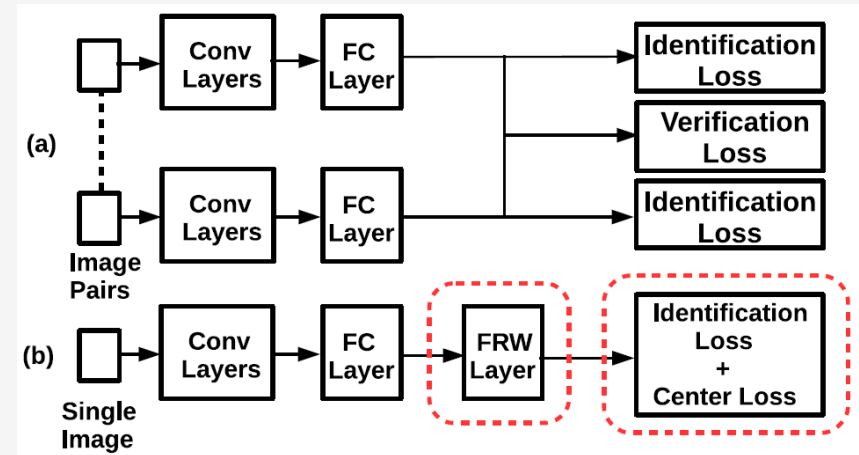 Conv
Layers
FC
Layer
Identification
Loss
(a)
Verification
Loss
Conv
Layers
FC
Layer
Identification
Loss
Image
Pairs
(b)
Conv
Layers
FC
Layer
FRW
Layer
Identification
Loss
+
Center Loss
Single
Image